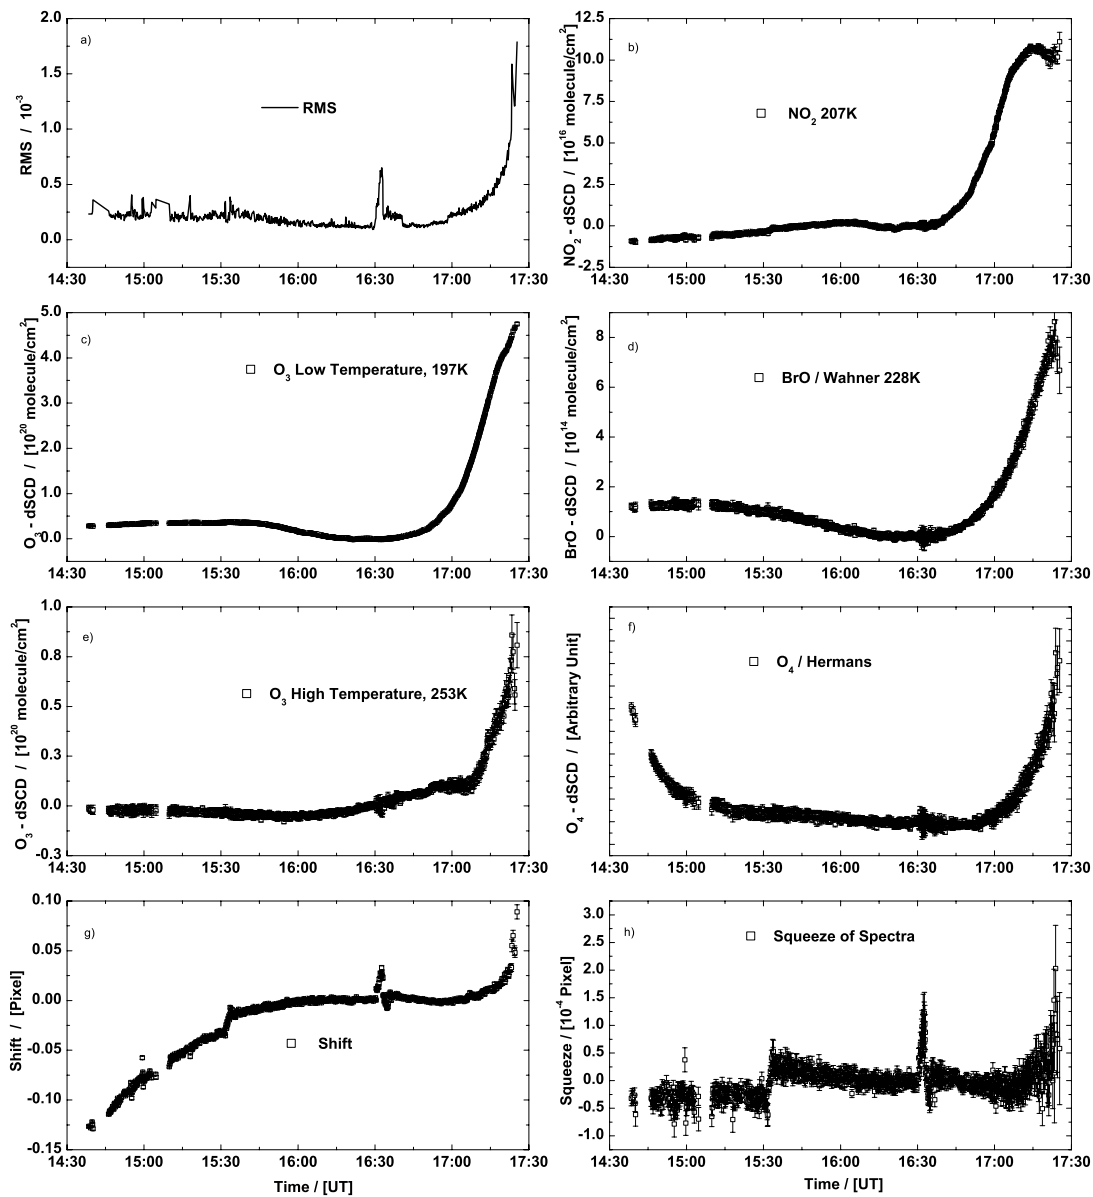 a)
RMS / 10⁻³
2.0
1.5
1.0
0.5
0.0
RMS
14:30 15:00 15:30 16:00 16:30 17:00 17:30
b)
NO₂ - dSCD / [10¹⁶ molecule/cm²]
12.5
10.0
7.5
5.0
2.5
0.0
-2.5
NO₂ 207K
14:30 15:00 15:30 16:00 16:30 17:00 17:30
c)
O₃ - dSCD / [10²⁰ molecule/cm²]
5.0
4.0
3.0
2.0
1.0
0.0
O₃ Low Temperature, 197K
14:30 15:00 15:30 16:00 16:30 17:00 17:30
d)
BrO - dSCD / [10¹⁴ molecule/cm²]
8
6
4
2
0
BrO / Wahner 228K
14:30 15:00 15:30 16:00 16:30 17:00 17:30
e)
O₃ - dSCD / [10²⁰ molecule/cm²]
1.0
0.8
0.5
0.3
0.0
-0.3
O₃ High Temperature, 253K
14:30 15:00 15:30 16:00 16:30 17:00 17:30
f)
O₄ - dSCD / [Arbitrary Unit]
O₄ / Hermans
14:30 15:00 15:30 16:00 16:30 17:00 17:30
g)
Shift / [Pixel]
0.10
0.05
0.00
-0.05
-0.10
-0.15
Shift
14:30 15:00 15:30 16:00 16:30 17:00 17:30
Time / [UT]
h)
Squeeze / [10⁻⁴ Pixel]
3.0
2.5
2.0
1.5
1.0
0.5
0.0
-0.5
-1.0
Squeeze of Spectra
14:30 15:00 15:30 16:00 16:30 17:00 17:30
Time / [UT]